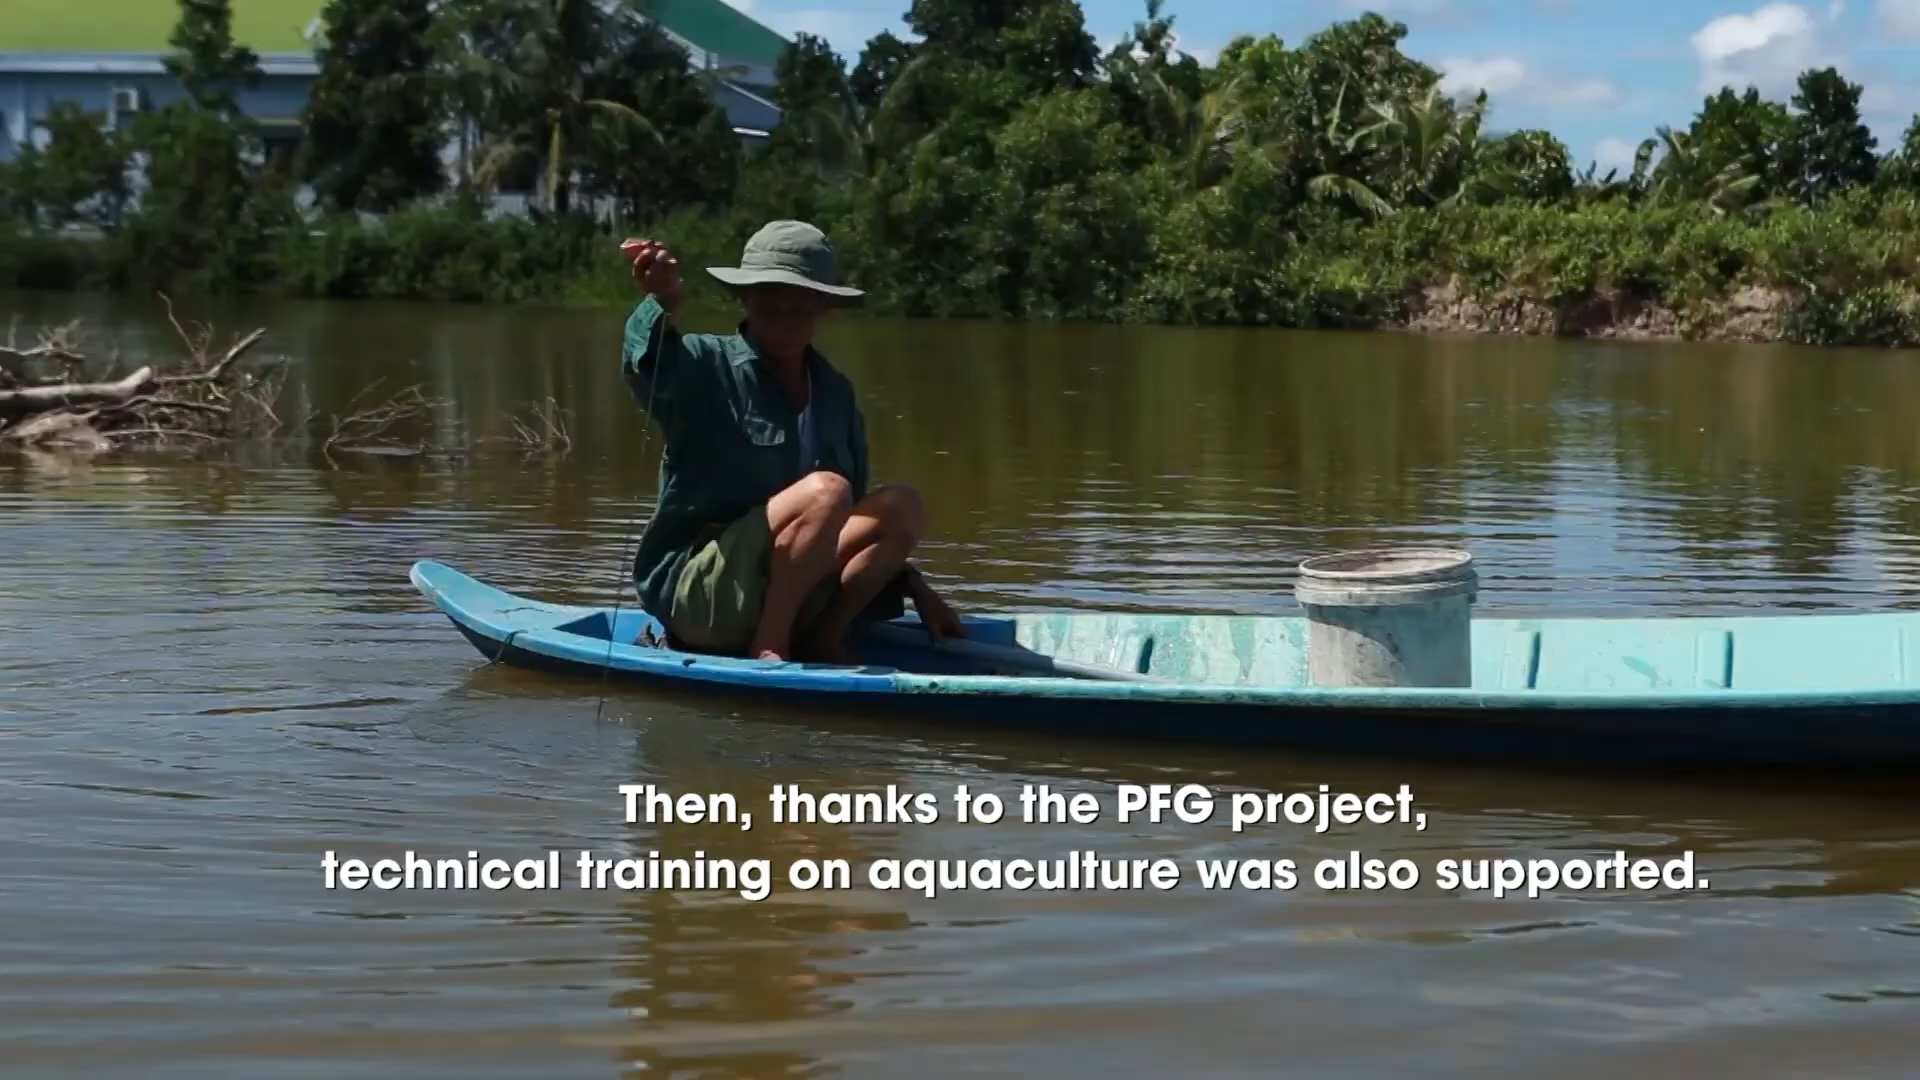 Then, thanks to the PFG project,
technical training on aquaculture was also supported.